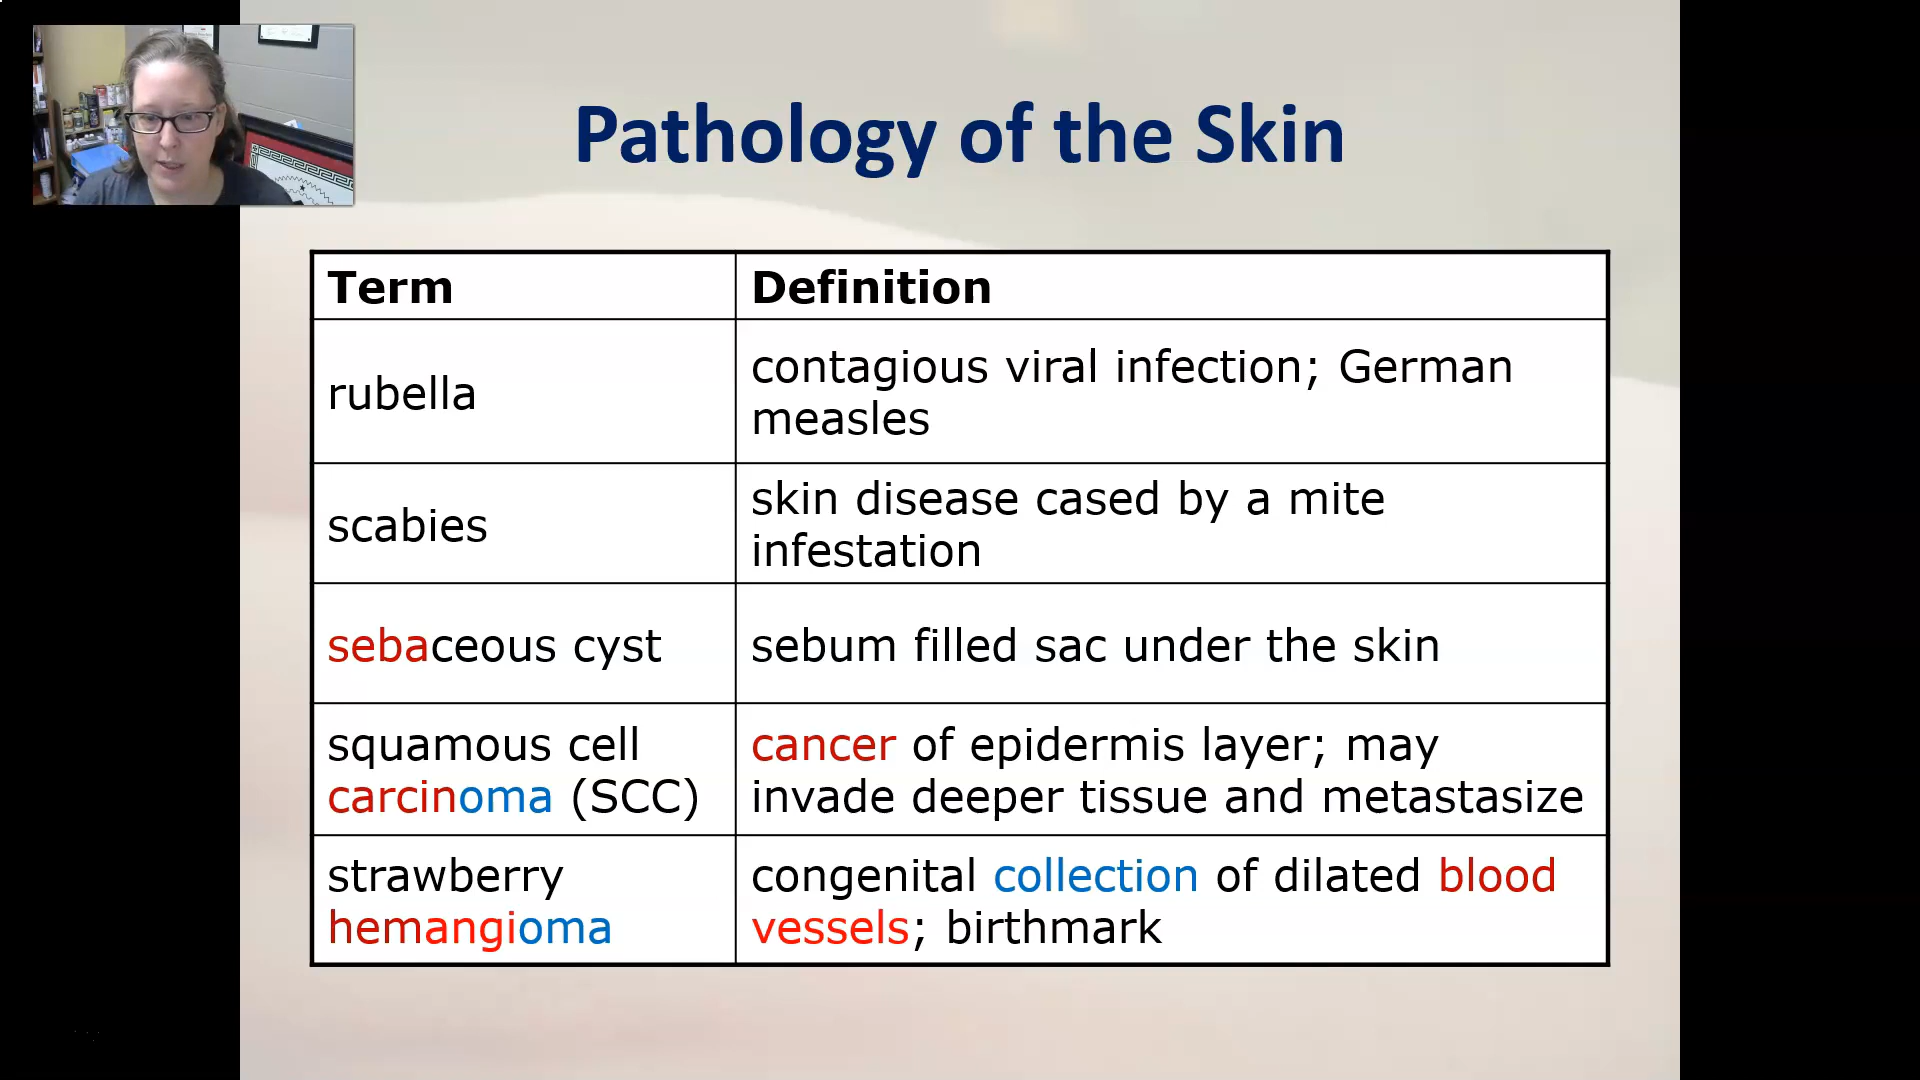 Pathology of the Skin
Term
Definition
rubella
contagious viral infection; German
measles
scabies
skin disease cased by a mite
infestation
sebaceous cyst
sebum filled sac under the skin
squamous cell
carcinoma (SCC)
cancer of epidermis layer; may
invade deeper tissue and metastasize
strawberry
hemangioma
congenital collection of dilated blood
vessels; birthmark